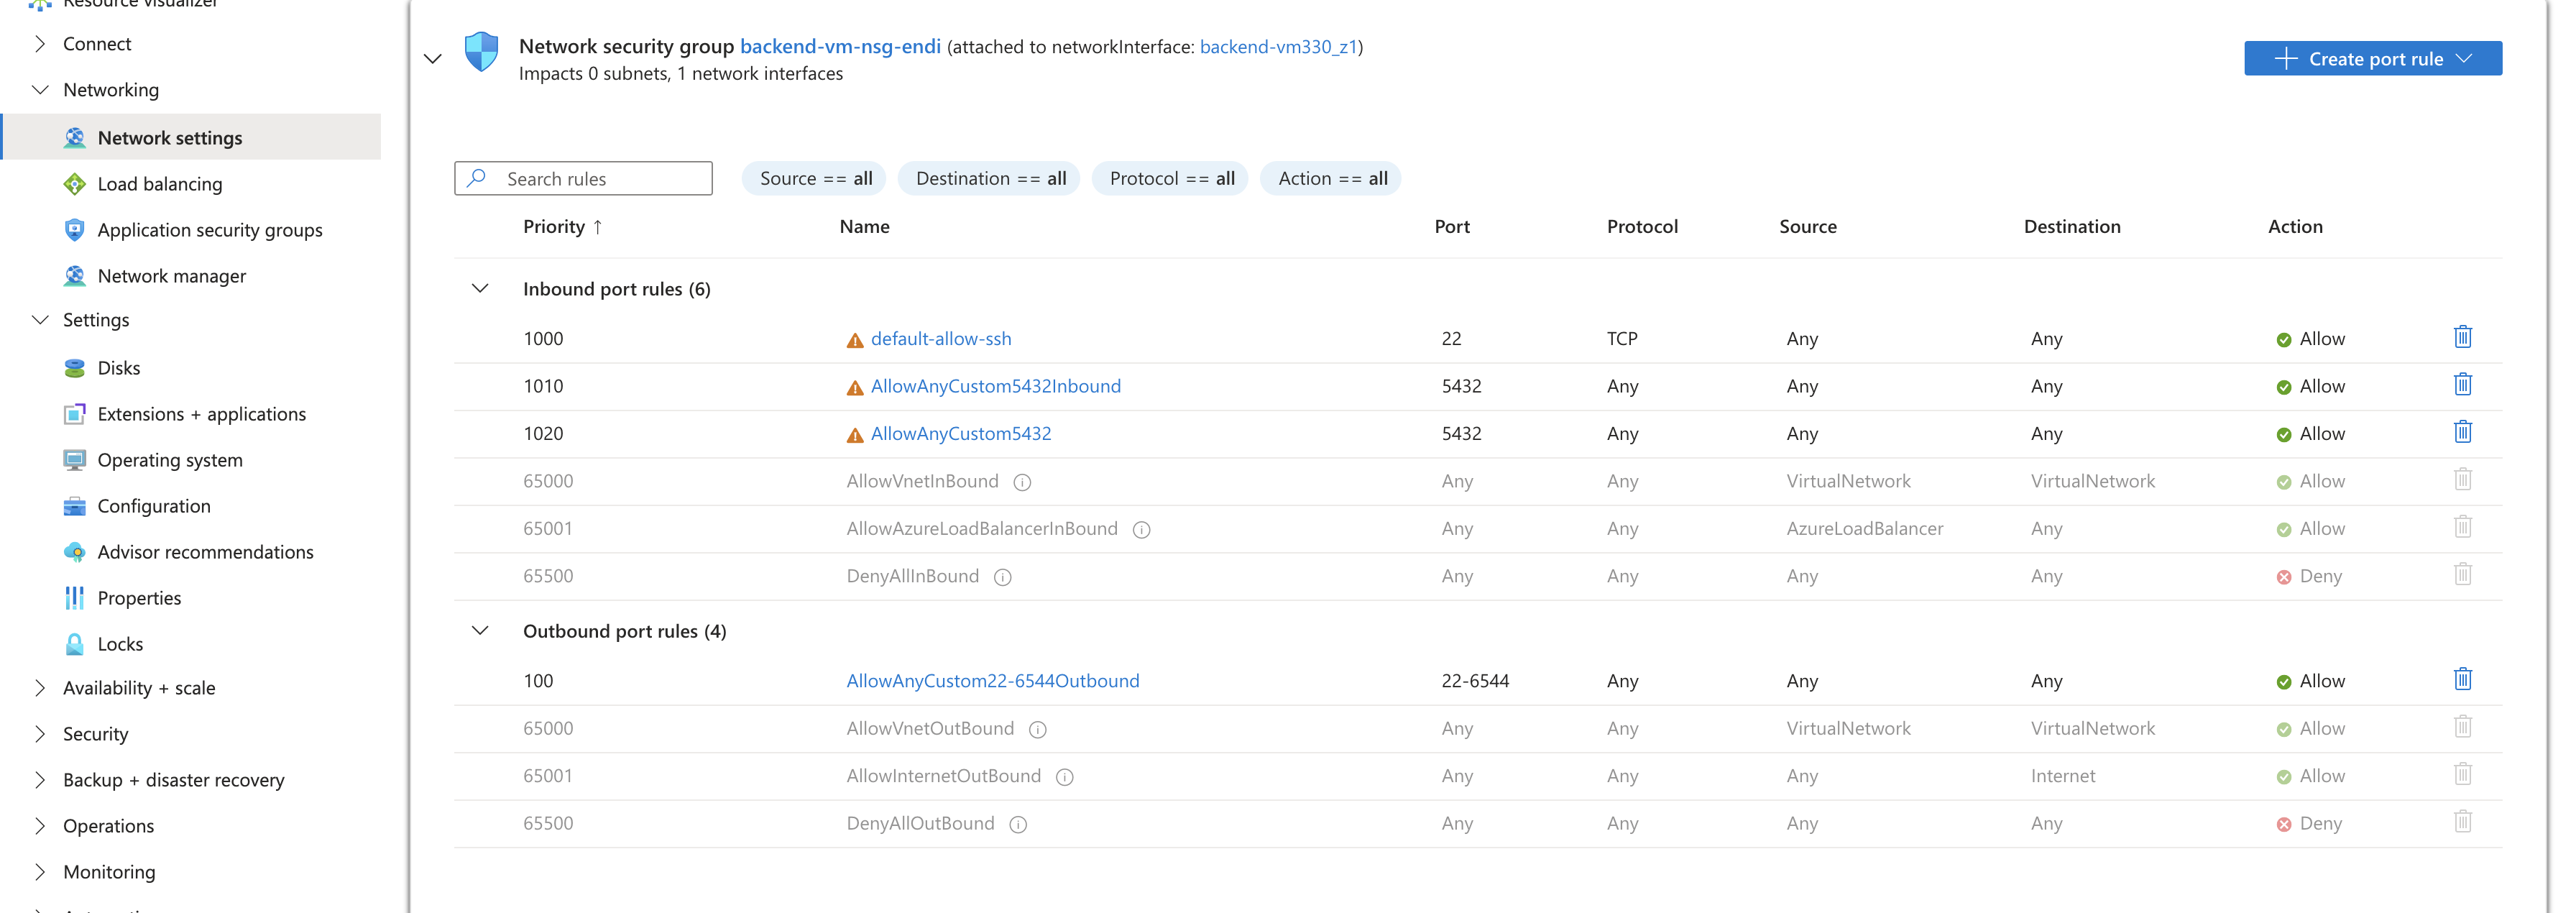 Resource visualizer
Connect
Networking
Network settings
Load balancing
Application security groups
Network manager
Settings
Disks
Extensions + applications
Operating system
Configuration
Advisor recommendations
Properties
Locks
Availability + scale
Security
Backup + disaster recovery
Operations
Monitoring
Network security group backend-vm-nsg-endi (attached to networkInterface: backend-vm330_z1)
Impacts 0 subnets, 1 network interfaces
Create port rule
Search rules
Source == all
Destination == all
Protocol == all
Action == all
Priority ↑ Name Port Protocol Source Destination Action
Inbound port rules (6)
1000 default-allow-ssh 22 TCP Any Any Allow
1010 AllowAnyCustom5432Inbound 5432 Any Any Any Allow
1020 AllowAnyCustom5432 5432 Any Any Any Allow
65000 AllowVnetInBound Any Any VirtualNetwork VirtualNetwork Allow
65001 AllowAzureLoadBalancerInBound Any Any AzureLoadBalancer Any Allow
65500 DenyAllInBound Any Any Any Any Deny
Outbound port rules (4)
100 AllowAnyCustom22-6544Outbound 22-6544 Any Any Any Allow
65000 AllowVnetOutBound Any Any VirtualNetwork VirtualNetwork Allow
65001 AllowInternetOutBound Any Any Any Internet Allow
65500 DenyAllOutBound Any Any Any Any Deny